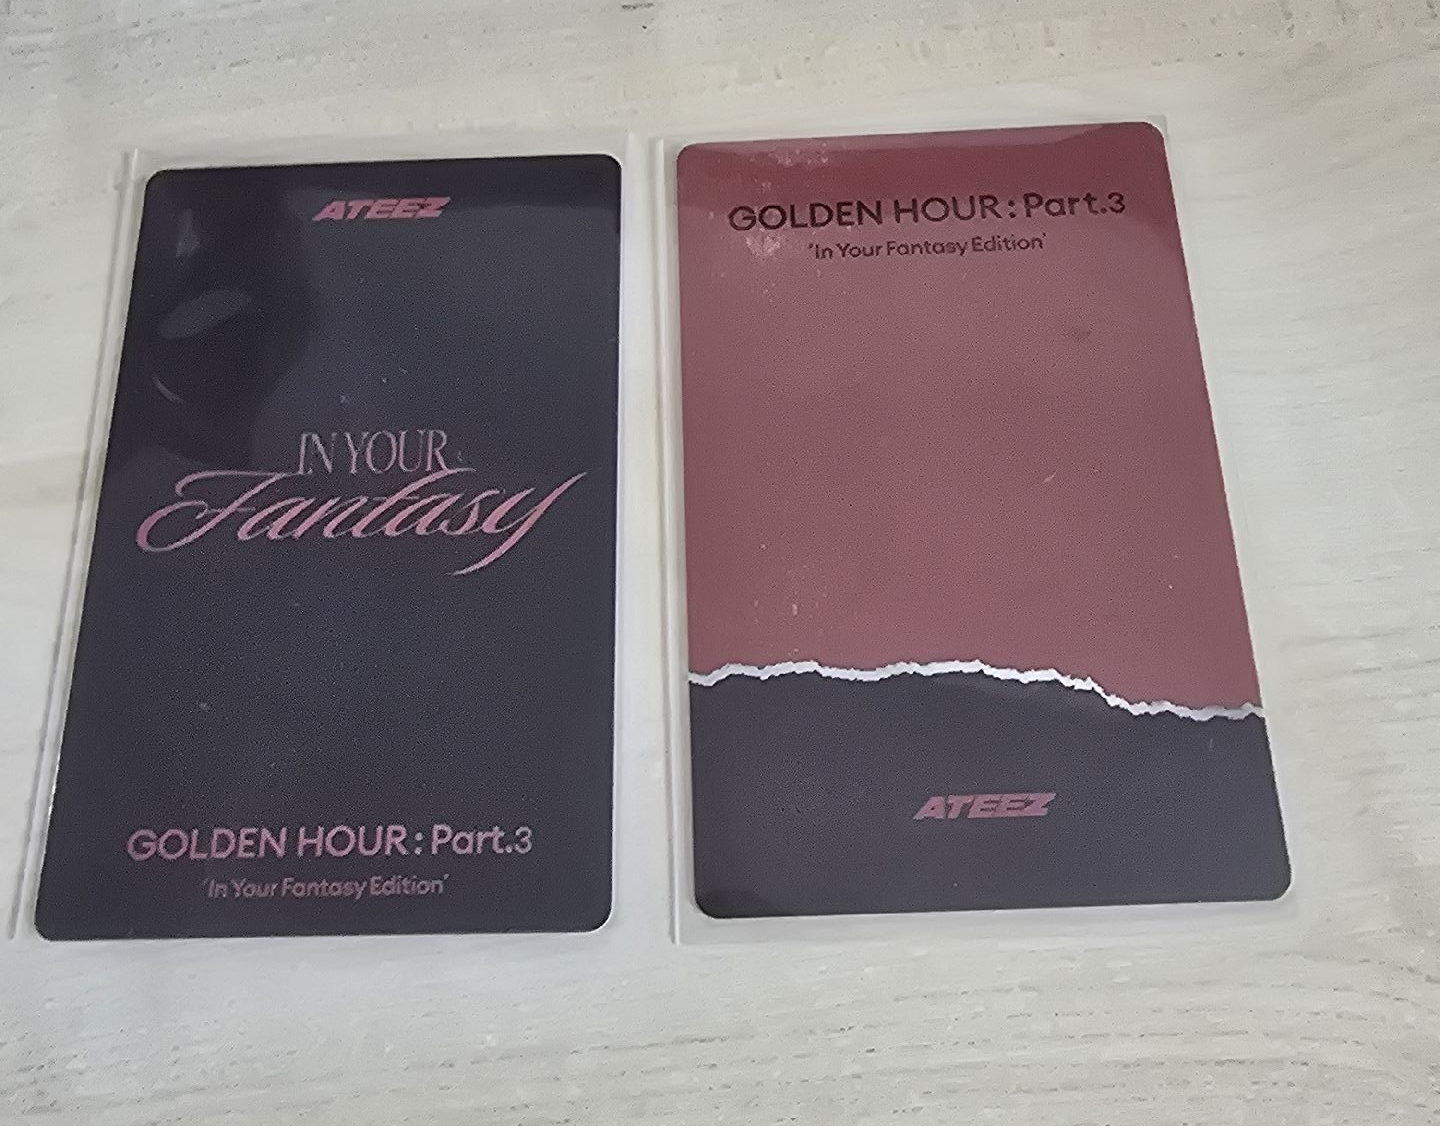 ATEEZ
IN YOUR
Fantasy
GOLDEN HOUR : Part.3
'In Your Fantasy Edition'
GOLDEN HOUR : Part.3
'In Your Fantasy Edition'
ATEEZ